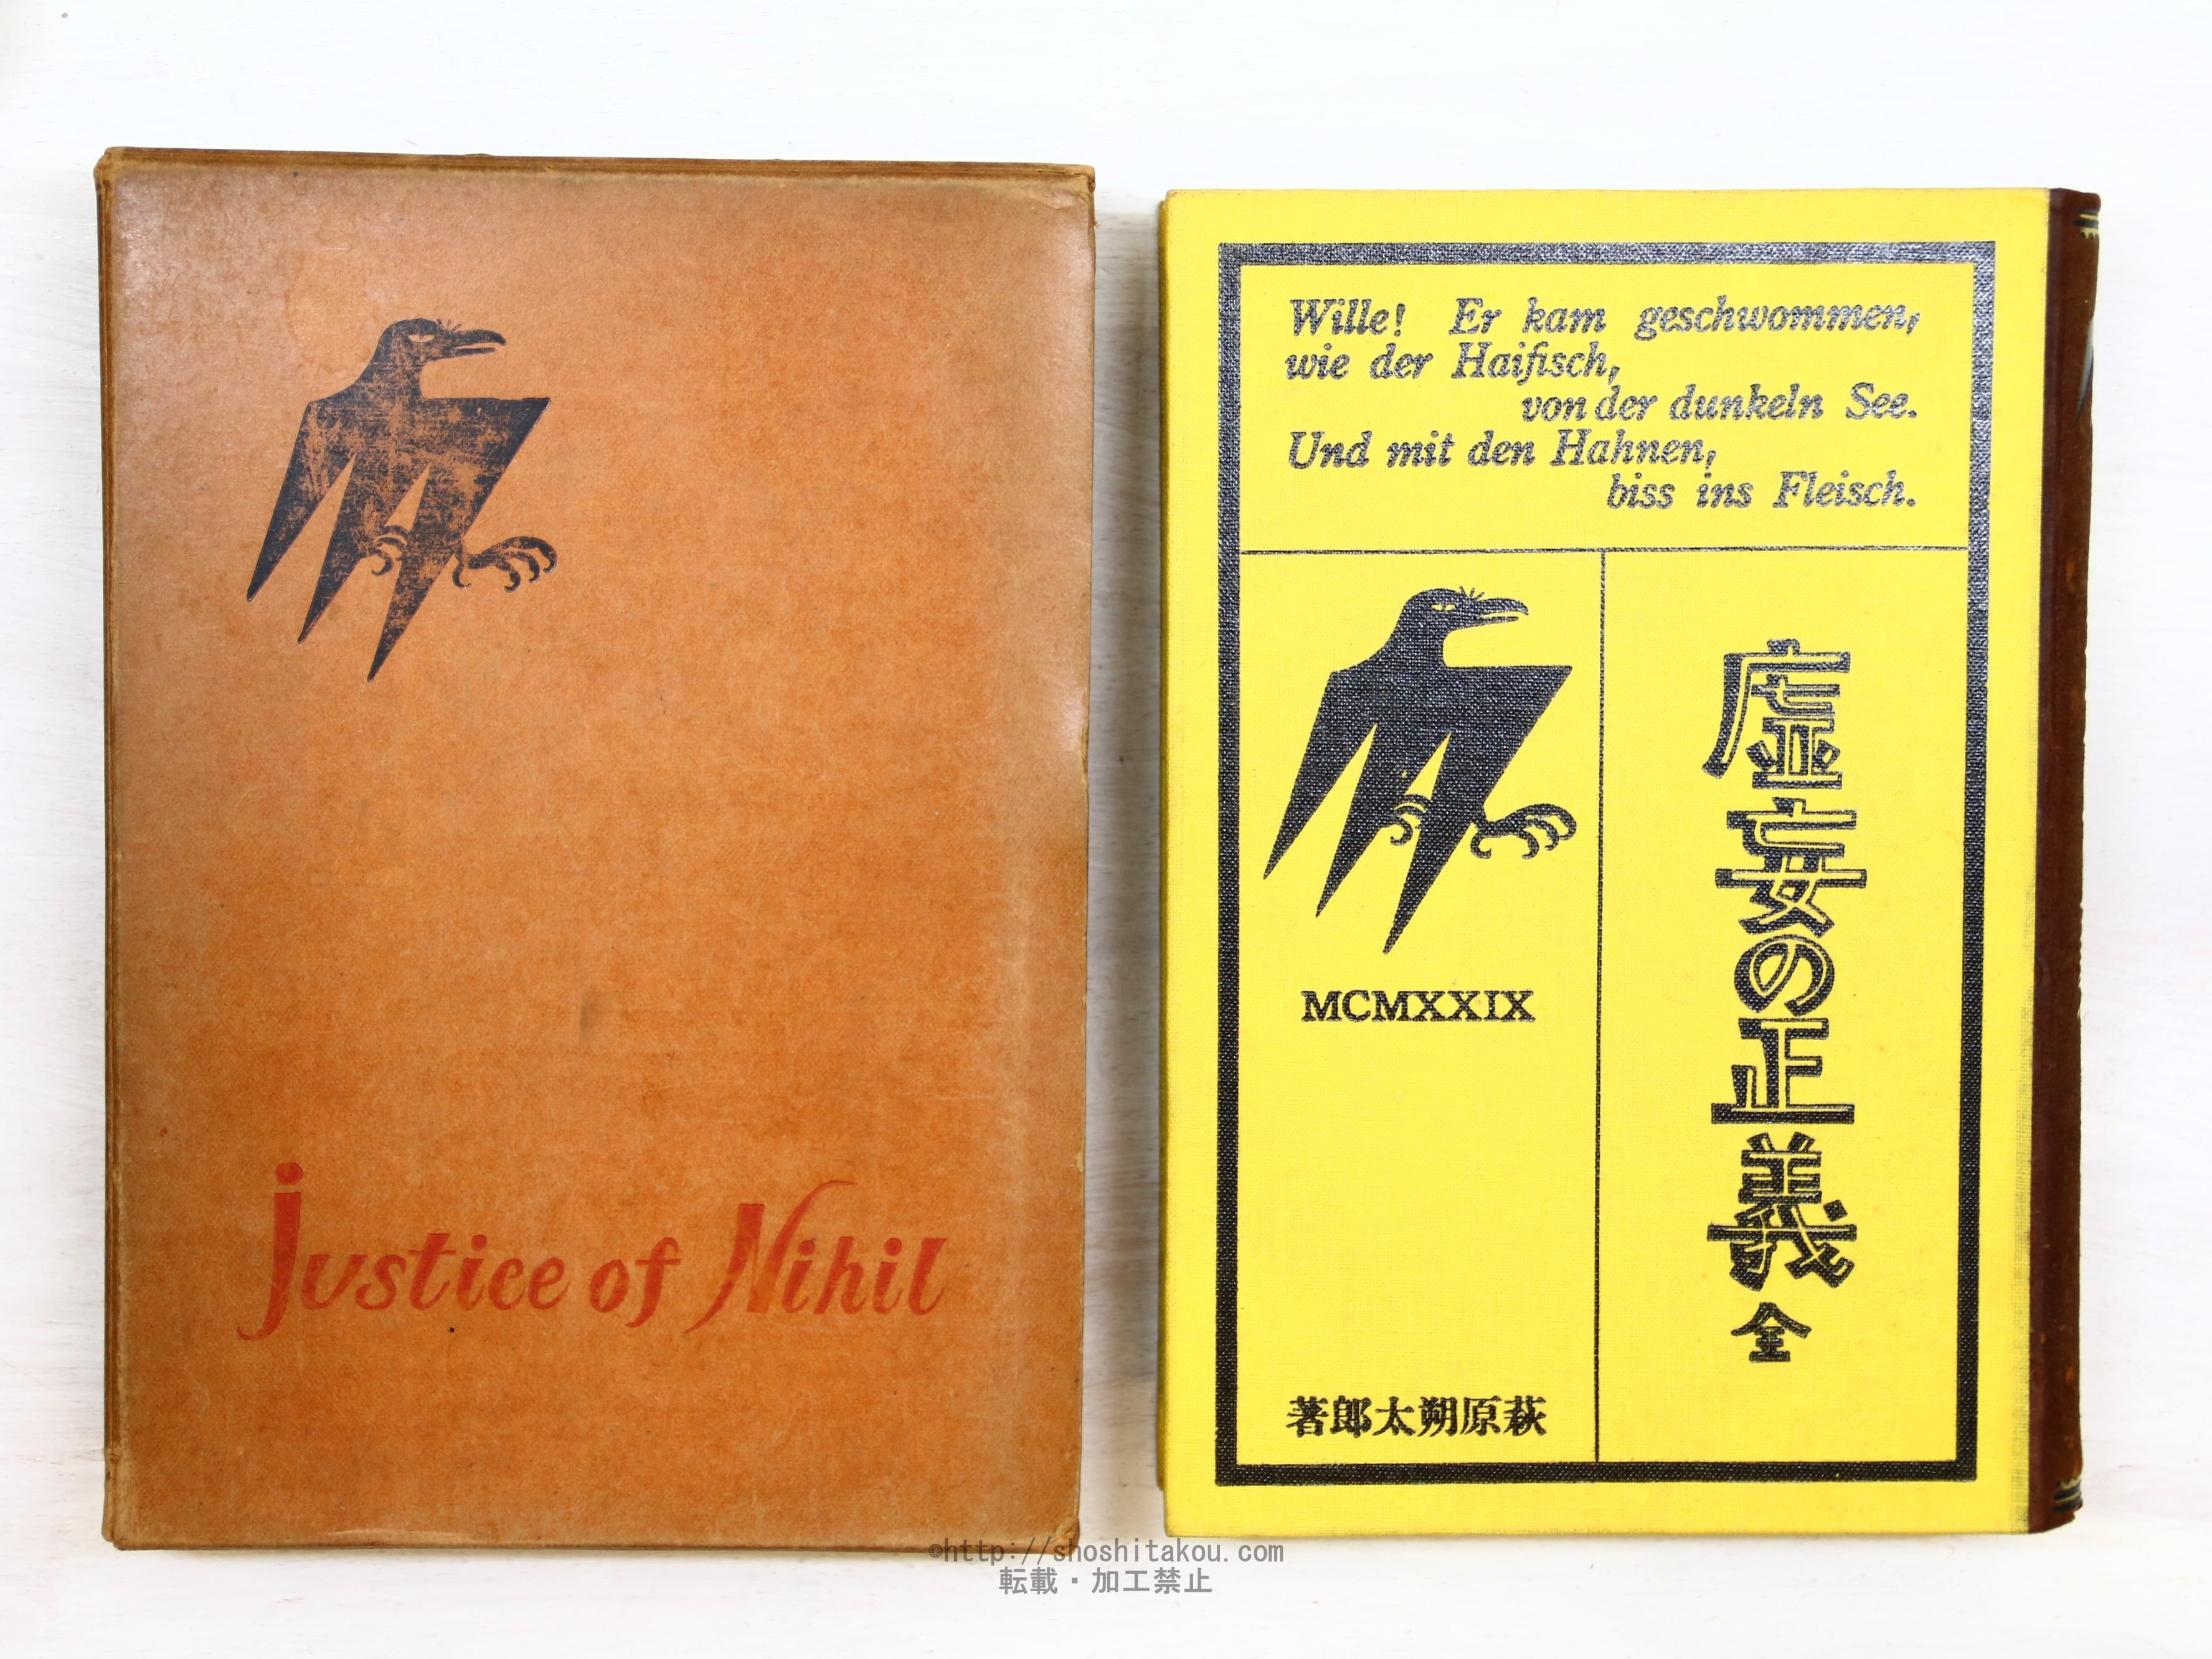 Justice of Nihil
Wille! Er kam geschwommen,
wie der Haifisch,
von der dunkeln See.
Und mit den Hahnen,
biss ins Fleisch.
虚妄の正義 全
MCMXXIX
著郎太朔原萩
©http://shoshitakou.com
転載・加工禁止